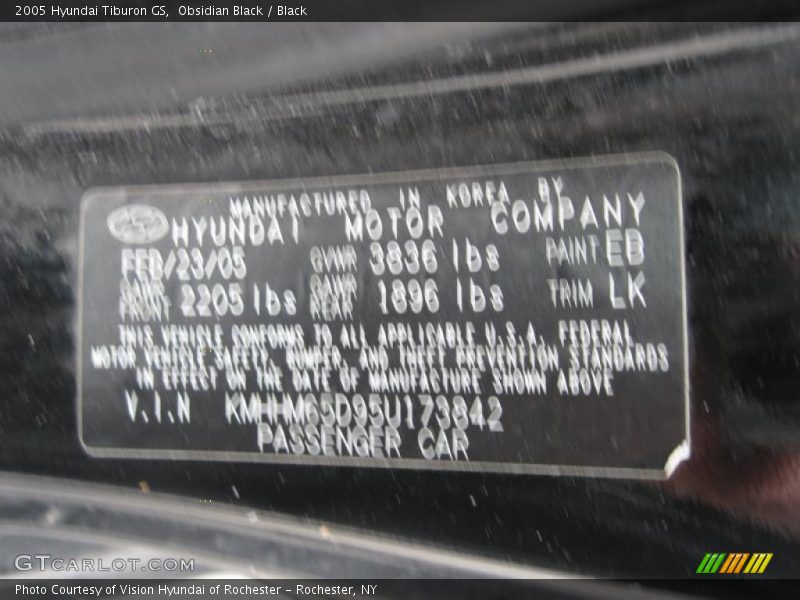 2005 Hyundai Tiburon GS, Obsidian Black / Black
MANUFACTURED IN KOREA BY
HYUNDAI MOTOR COMPANY
FEB/23/05 GVWR 3836 lbs PAINT EB
GAWR FRONT 2205 lbs GAWR REAR 1896 lbs TRIM LK
THIS VEHICLE CONFORMS TO ALL APPLICABLE U.S.A. FEDERAL
MOTOR VEHICLE SAFETY, BUMPER, AND THEFT PREVENTION STANDARDS
IN EFFECT ON THE DATE OF MANUFACTURE SHOWN ABOVE
V.I.N KMHHM65D95U173842
PASSENGER CAR
GTCARLOT.COM
Photo Courtesy of Vision Hyundai of Rochester - Rochester, NY